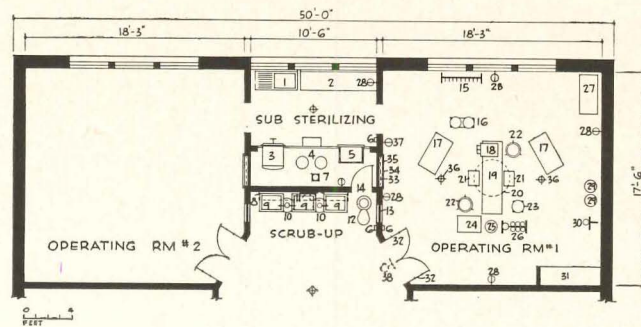 50'-0"
18'-3" 10'-6" 18'-3"
1 2 28 15 28 27
SUB STERILIZING
16 28
6 37
3 4 5 35 17 18 22 17
34
7 33 36 21 19 21 36
14 28 20 29
8 9 9 9 13 22 23 29
10 10 12
SCRUB-UP 6 6 24 25 26 30
OPERATING RM #2 32 OPERATING RM #1
38 32 28 31
17'-6"
0 4
FEET